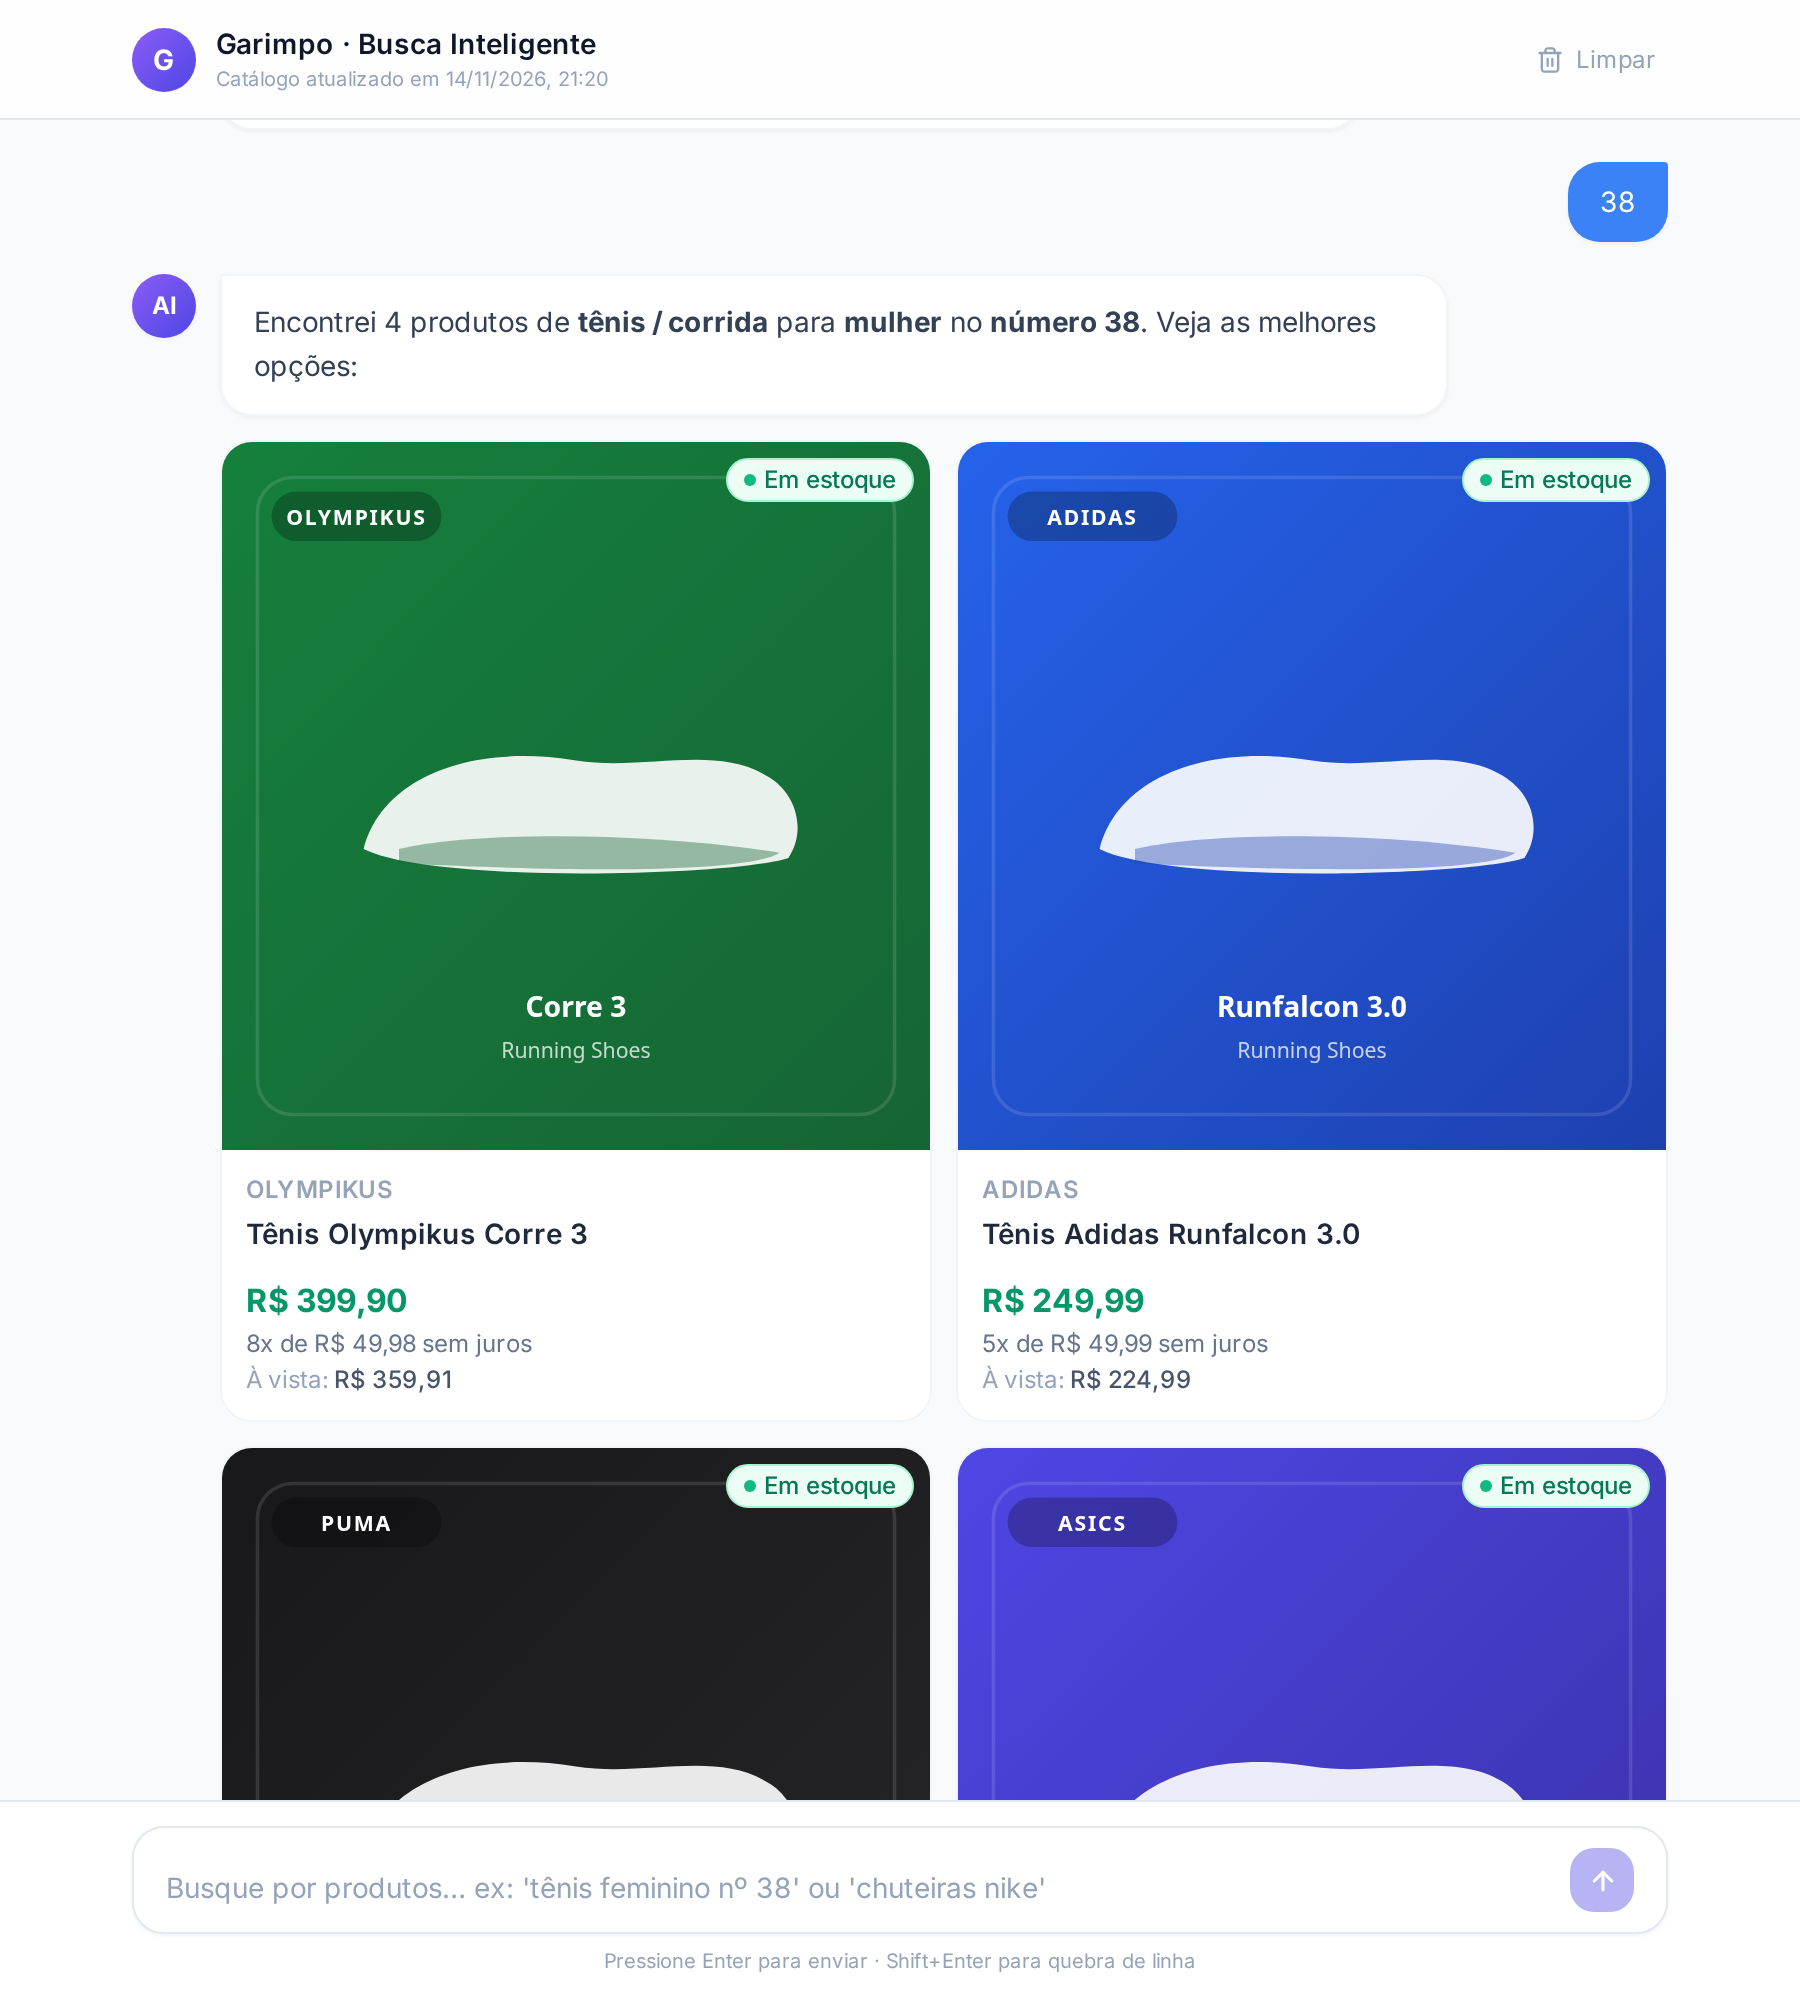 G
Garimpo · Busca Inteligente
Catálogo atualizado em 14/11/2026, 21:20
Limpar
38
AI
Encontrei 4 produtos de tênis / corrida para mulher no número 38. Veja as melhores
opções:
Em estoque
OLYMPIKUS
Corre 3
Running Shoes
OLYMPIKUS
Tênis Olympikus Corre 3
R$ 399,90
8x de R$ 49,98 sem juros
À vista: R$ 359,91
Em estoque
ADIDAS
Runfalcon 3.0
Running Shoes
ADIDAS
Tênis Adidas Runfalcon 3.0
R$ 249,99
5x de R$ 49,99 sem juros
À vista: R$ 224,99
Em estoque
PUMA
Em estoque
ASICS
Busque por produtos... ex: 'tênis feminino nº 38' ou 'chuteiras nike'
Pressione Enter para enviar · Shift+Enter para quebra de linha